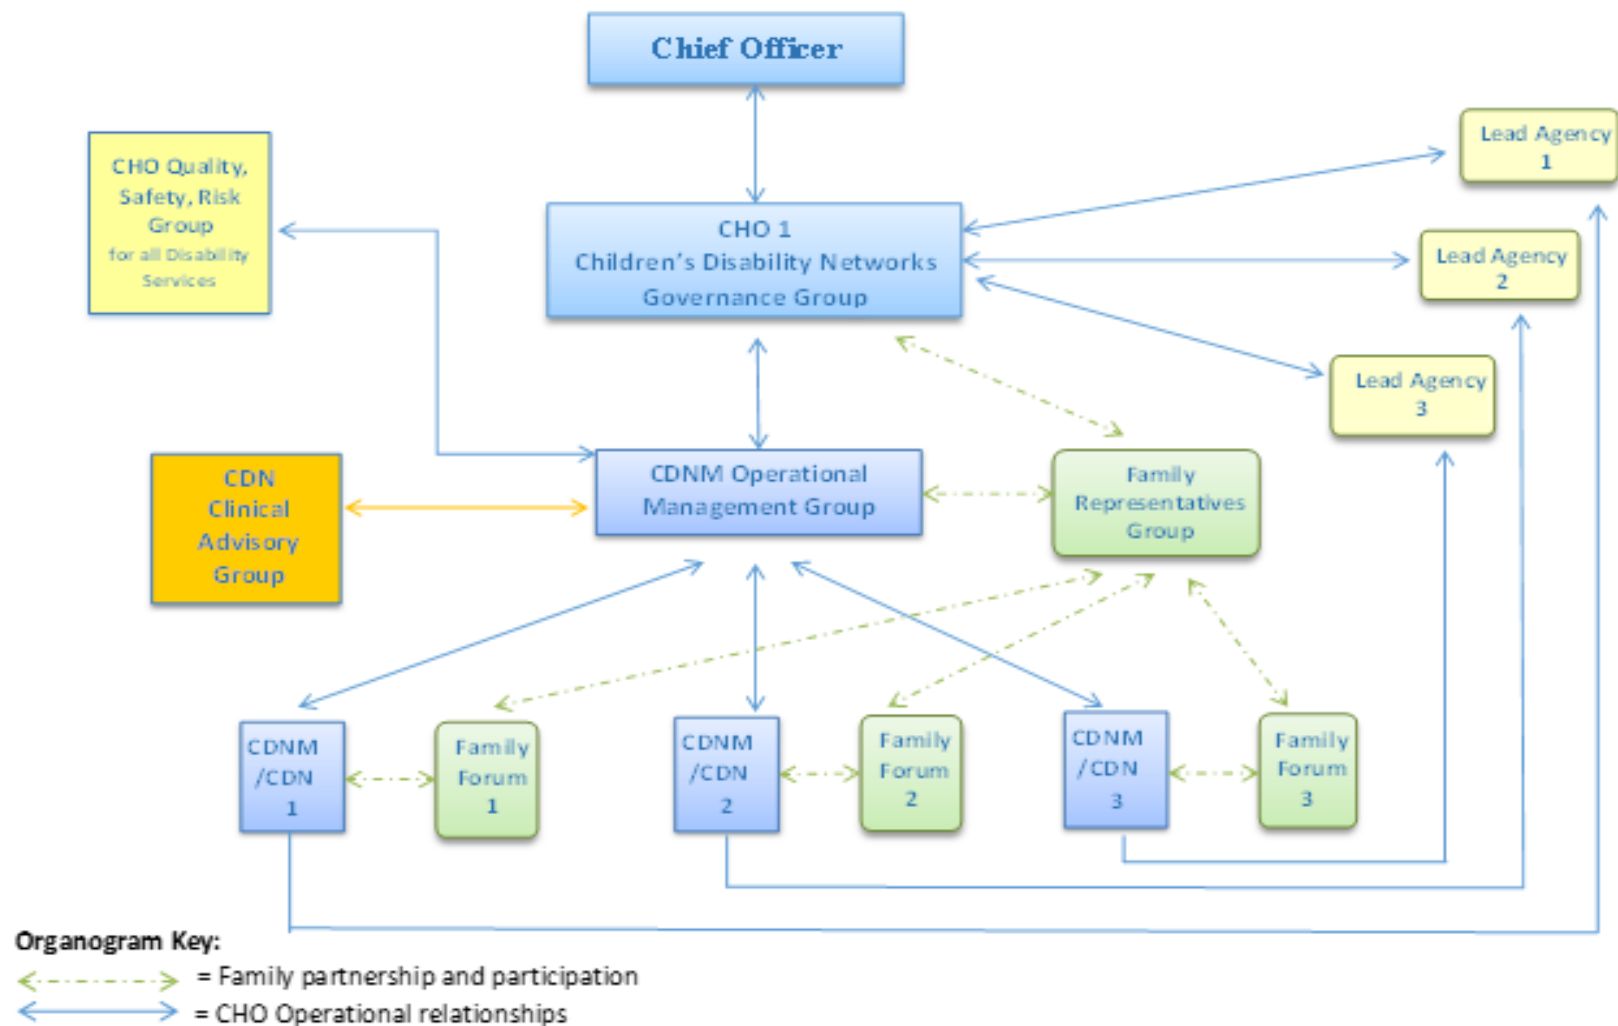 Chief Officer
CHO Quality,
Safety, Risk
Group
for all Disability
Services
CHO 1
Children's Disability Networks
Governance Group
Lead Agency
1
Lead Agency
2
Lead Agency
3
CDN
Clinical
Advisory
Group
CDNM Operational
Management Group
Family
Representatives
Group
CDNM
/CDN
1
Family
Forum
1
CDNM
/CDN
2
Family
Forum
2
CDNM
/CDN
3
Family
Forum
3
Organogram Key:
= Family partnership and participation
= CHO Operational relationships